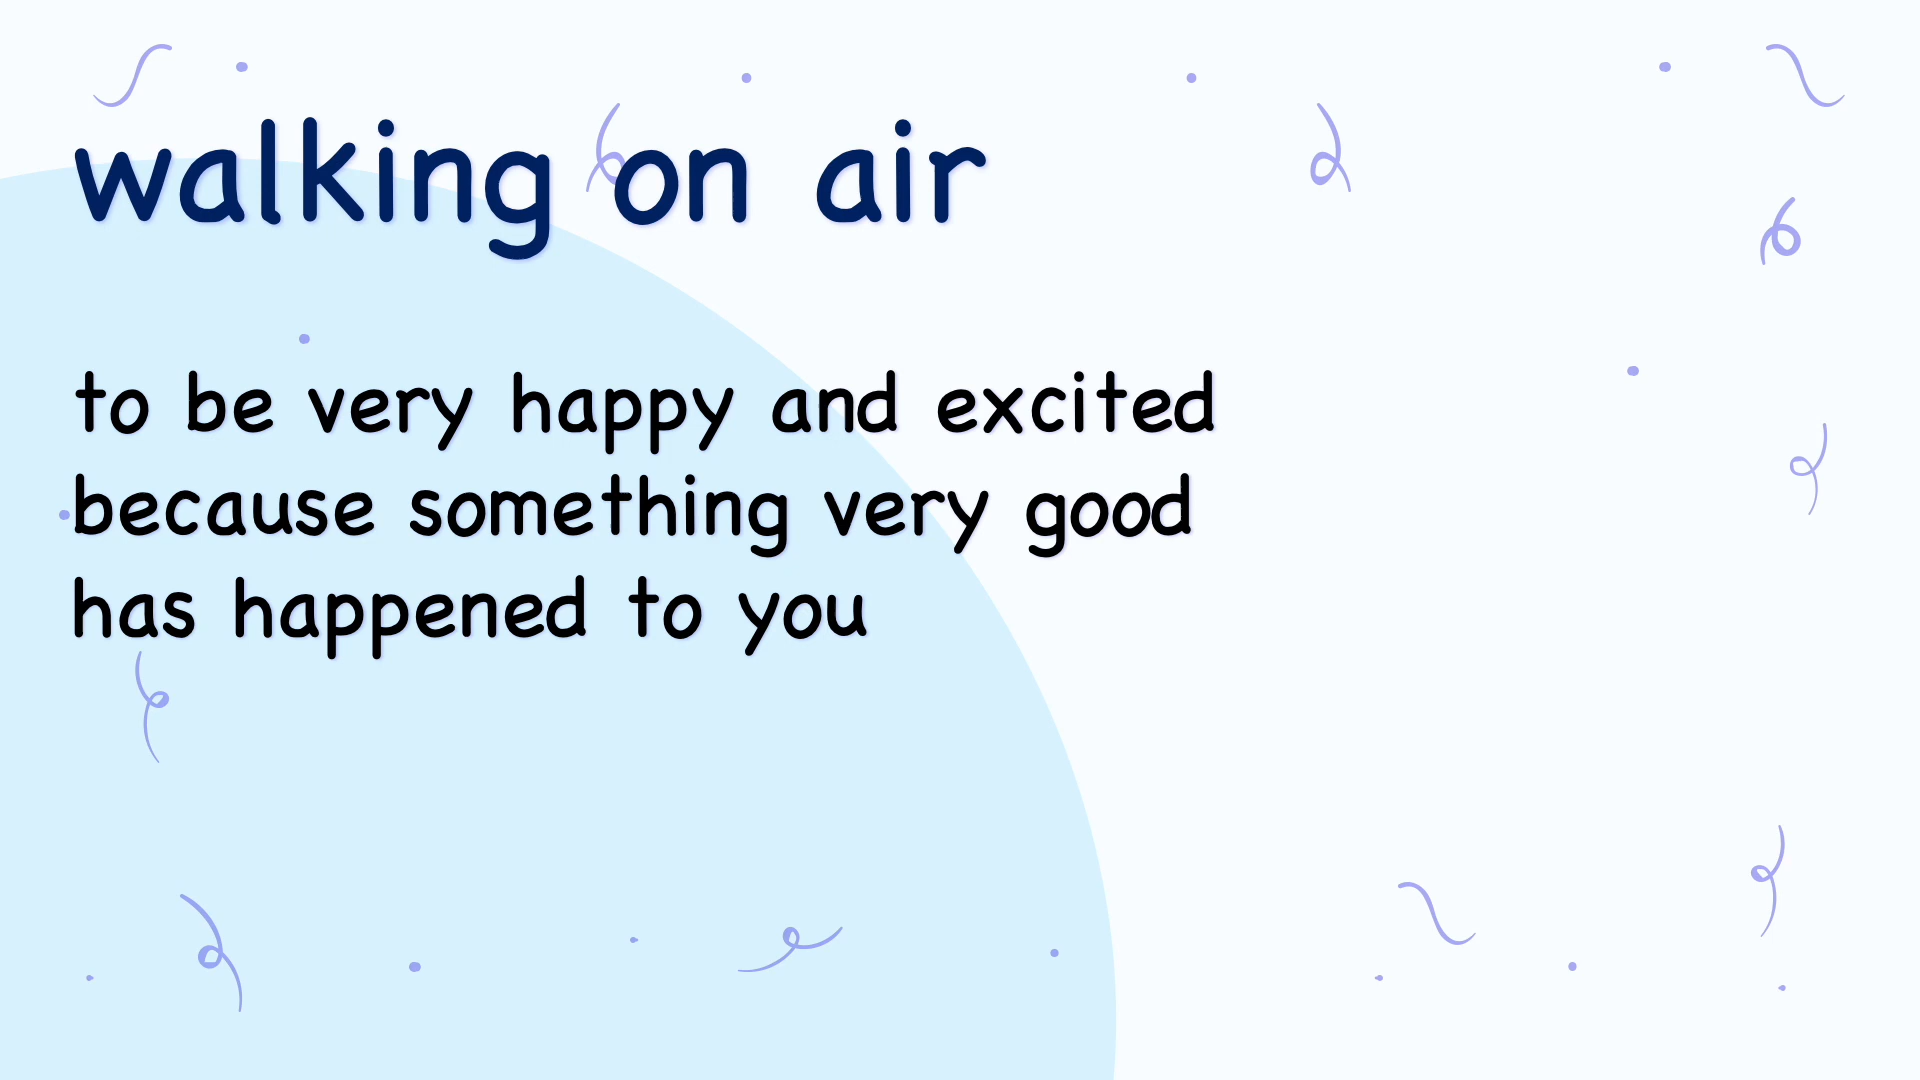 walking on air
to be very happy and excited
because something very good
has happened to you